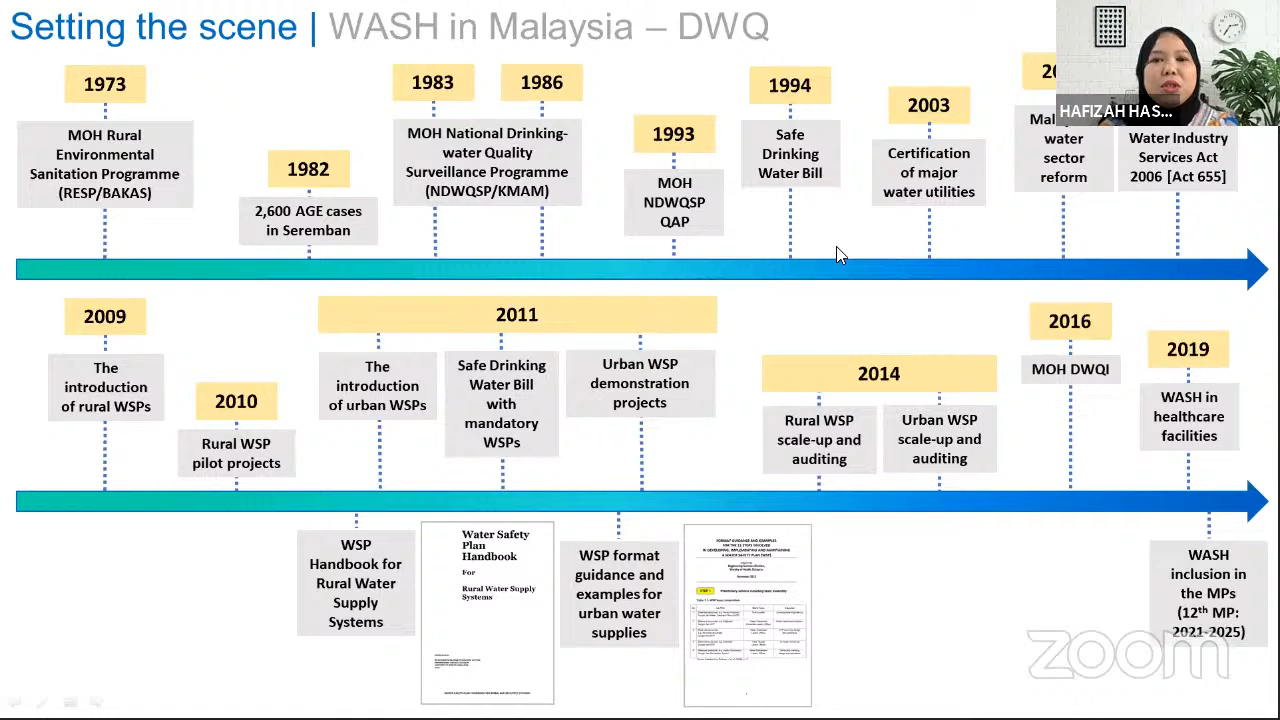 Setting the scene | WASH in Malaysia – DWQ
HAFIZAH HAS...
1973
MOH Rural
Environmental
Sanitation Programme
(RESP/BAKAS)
1982
2,600 AGE cases
in Seremban
1983
1986
MOH National Drinking-
water Quality
Surveillance Programme
(NDWQSP/KMAM)
1993
MOH
NDWQSP
QAP
1994
Safe
Drinking
Water Bill
2003
Certification
of major
water utilities
water
sector
reform
Water Industry
Services Act
2006 [Act 655]
2009
The
introduction
of rural WSPs
2010
Rural WSP
pilot projects
2011
The
introduction
of urban WSPs
Safe Drinking
Water Bill
with
mandatory
WSPs
Urban WSP
demonstration
projects
2014
Rural WSP
scale-up and
auditing
Urban WSP
scale-up and
auditing
2016
MOH DWQI
2019
WASH in
healthcare
facilities
WSP
Handbook for
Rural Water
Supply
Systems
Water Safety
Plan
Handbook
For
Rural Water Supply
Systems
WSP format
guidance and
examples for
urban water
supplies
FORMAT GUIDANCE AND EXAMPLES
STEP 1
WASH
inclusion in
the MPs
(12th MP:
2021-2025)
zoom